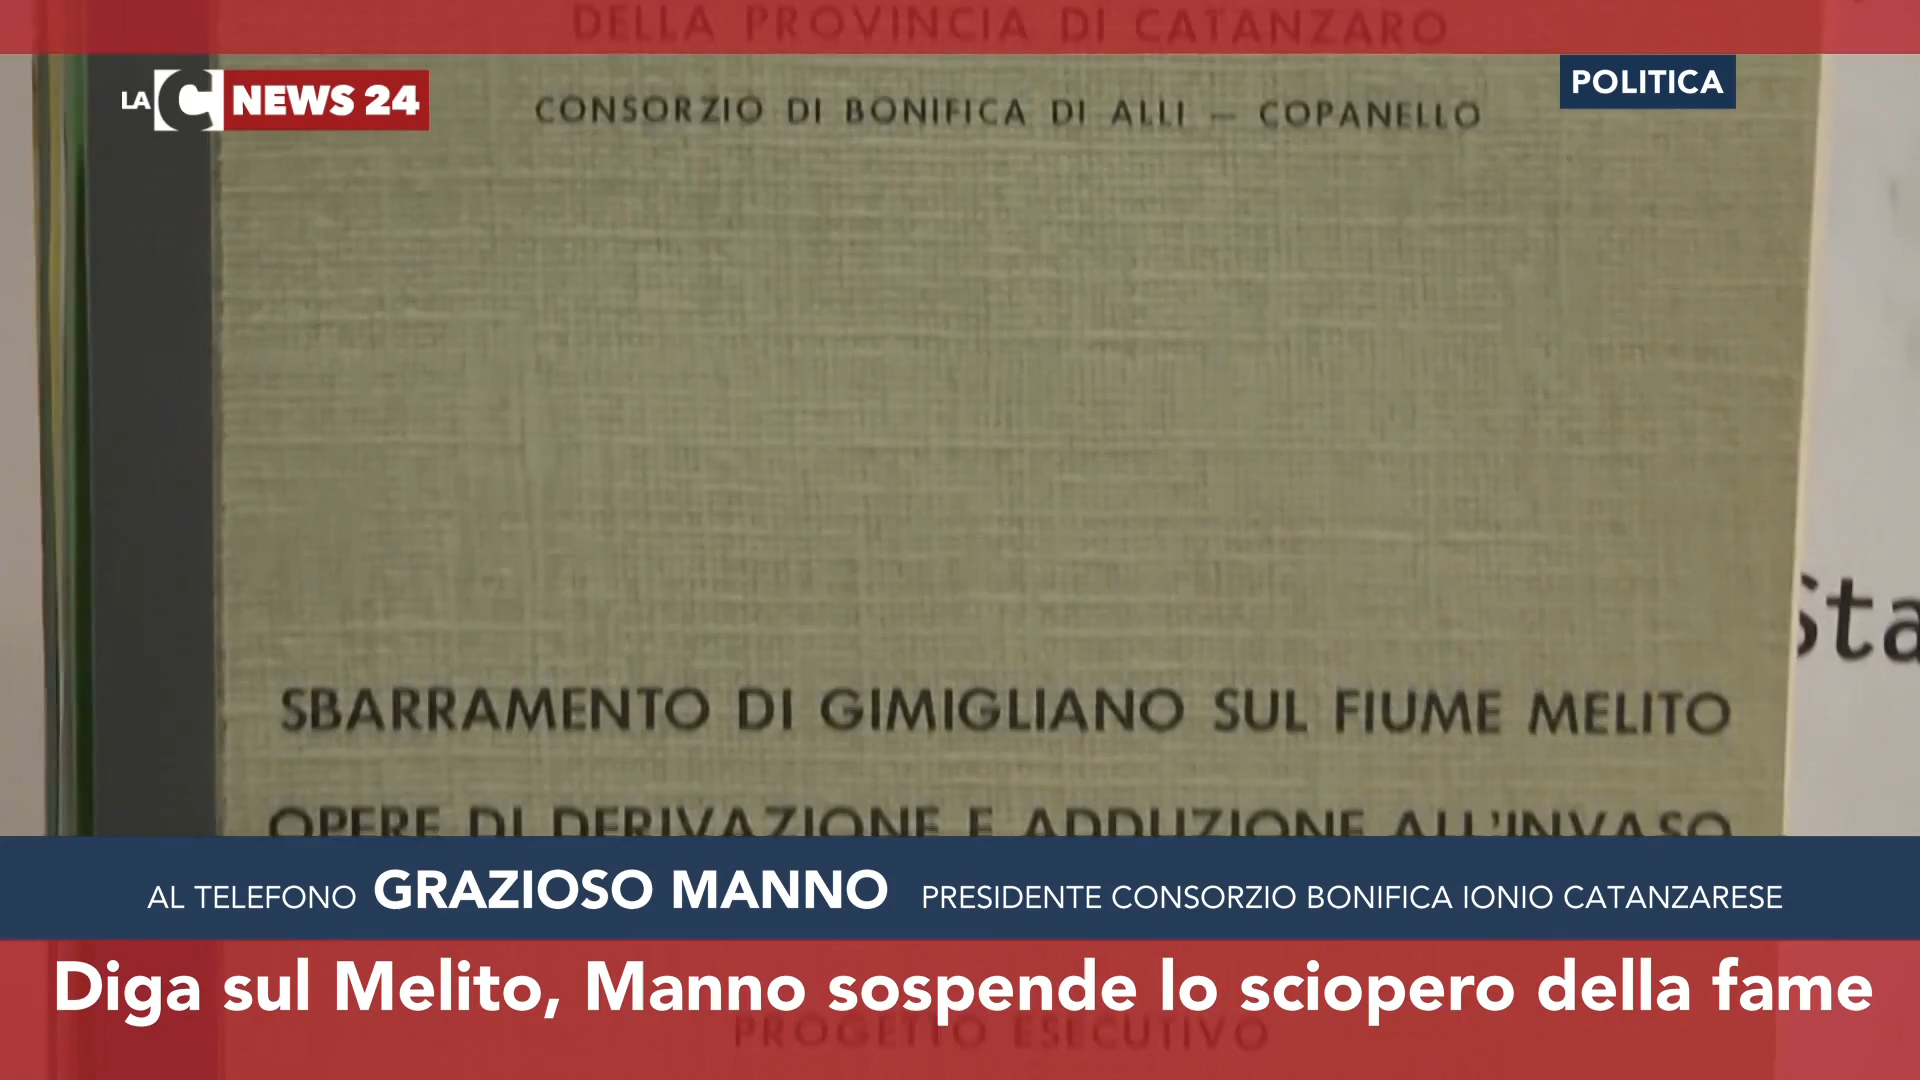 DELLA PROVINCIA DI CATANZARO
LA C NEWS 24
POLITICA
CONSORZIO DI BONIFICA DI ALLI – COPANELLO
Sta
SBARRAMENTO DI GIMIGLIANO SUL FIUME MELITO
OPERE DI DERIVAZIONE E ADDUZIONE ALL'INVASO
AL TELEFONO GRAZIOSO MANNO PRESIDENTE CONSORZIO BONIFICA IONIO CATANZARESE
Diga sul Melito, Manno sospende lo sciopero della fame
PROGETTO ESECUTIVO